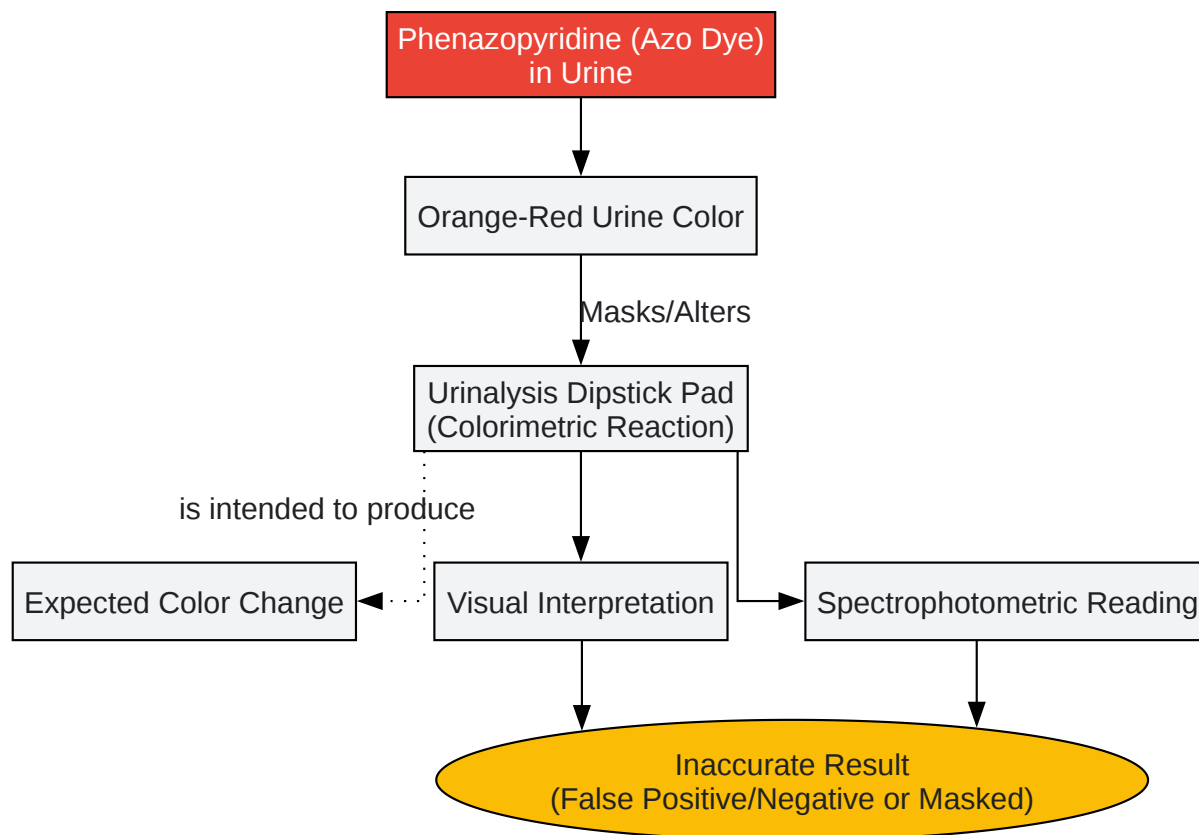 Phenazopyridine (Azo Dye)
in Urine
Orange-Red Urine Color
Masks/Alters
Urinalysis Dipstick Pad
(Colorimetric Reaction)
is intended to produce
Expected Color Change
Visual Interpretation
Spectrophotometric Reading
Inaccurate Result
(False Positive/Negative or Masked)